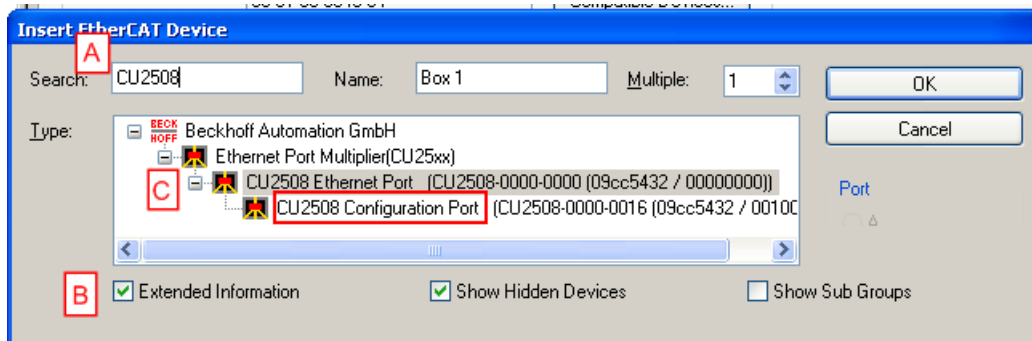 Insert EtherCAT Device
A
Search: CU2508 Name: Box 1 Multiple: 1 OK
Type: BECK HOFF Beckhoff Automation GmbH Cancel
Ethernet Port Multiplier(CU25xx)
C CU2508 Ethernet Port (CU2508-0000-0000 (09cc5432 / 00000000)) Port
CU2508 Configuration Port (CU2508-0000-0016 (09cc5432 / 00100
B Extended Information Show Hidden Devices Show Sub Groups